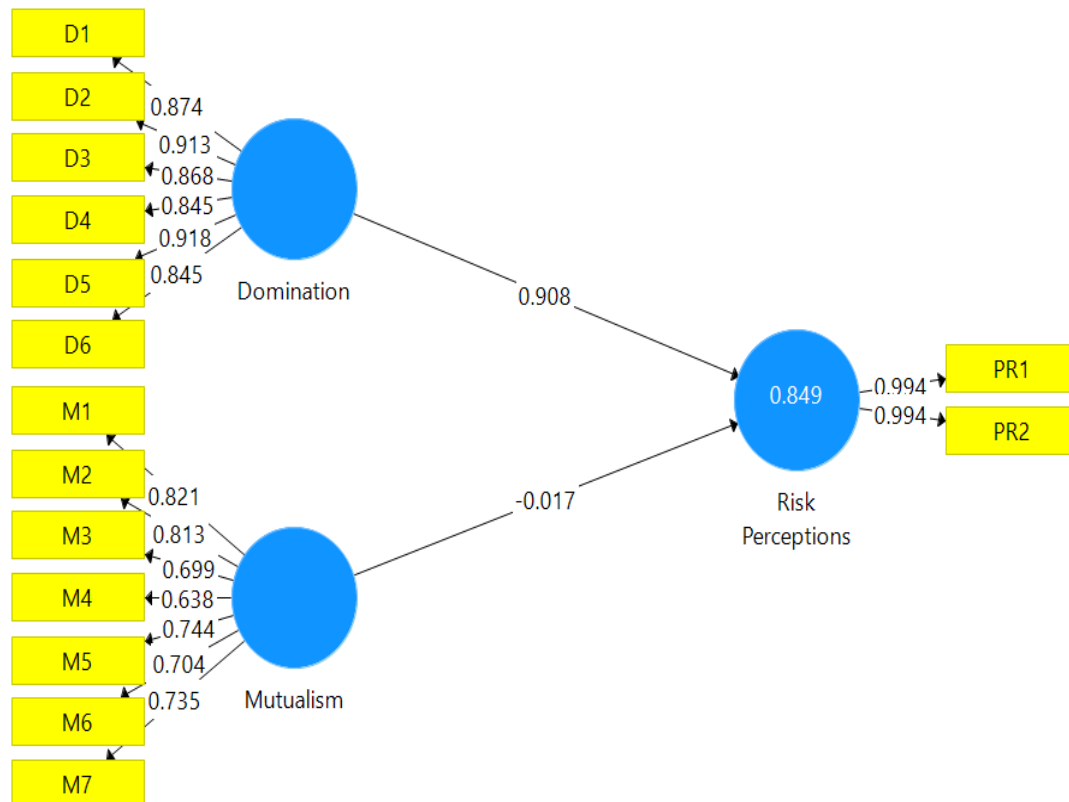 D1
D2
D3
D4
D5
D6
0.874
0.913
0.868
0.845
0.918
0.845
Domination
0.908
M1
M2
M3
M4
M5
M6
M7
0.821
0.813
0.699
0.638
0.744
0.704
0.735
Mutualism
-0.017
0.849
Risk
Perceptions
0.994
0.994
PR1
PR2